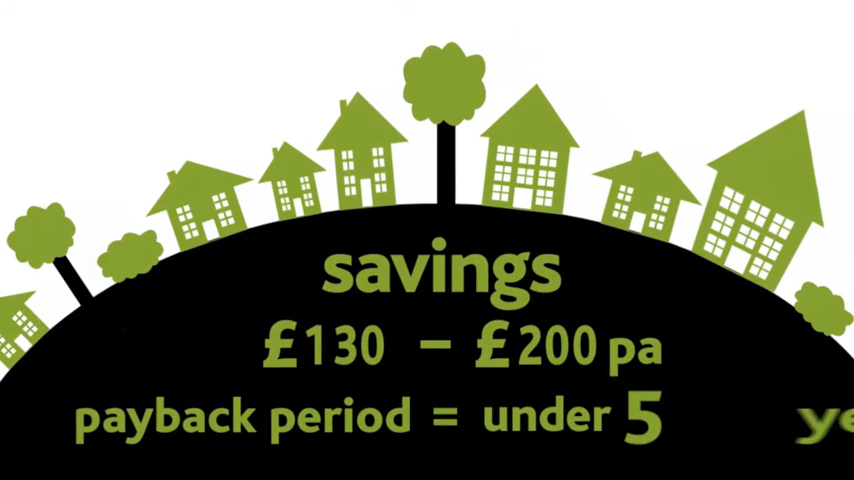 savings
£130 – £200 pa
payback period = under 5